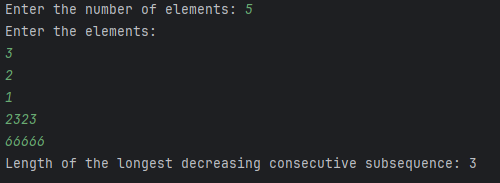 Enter the number of elements: 5
Enter the elements:
3
2
1
2323
66666
Length of the longest decreasing consecutive subsequence: 3